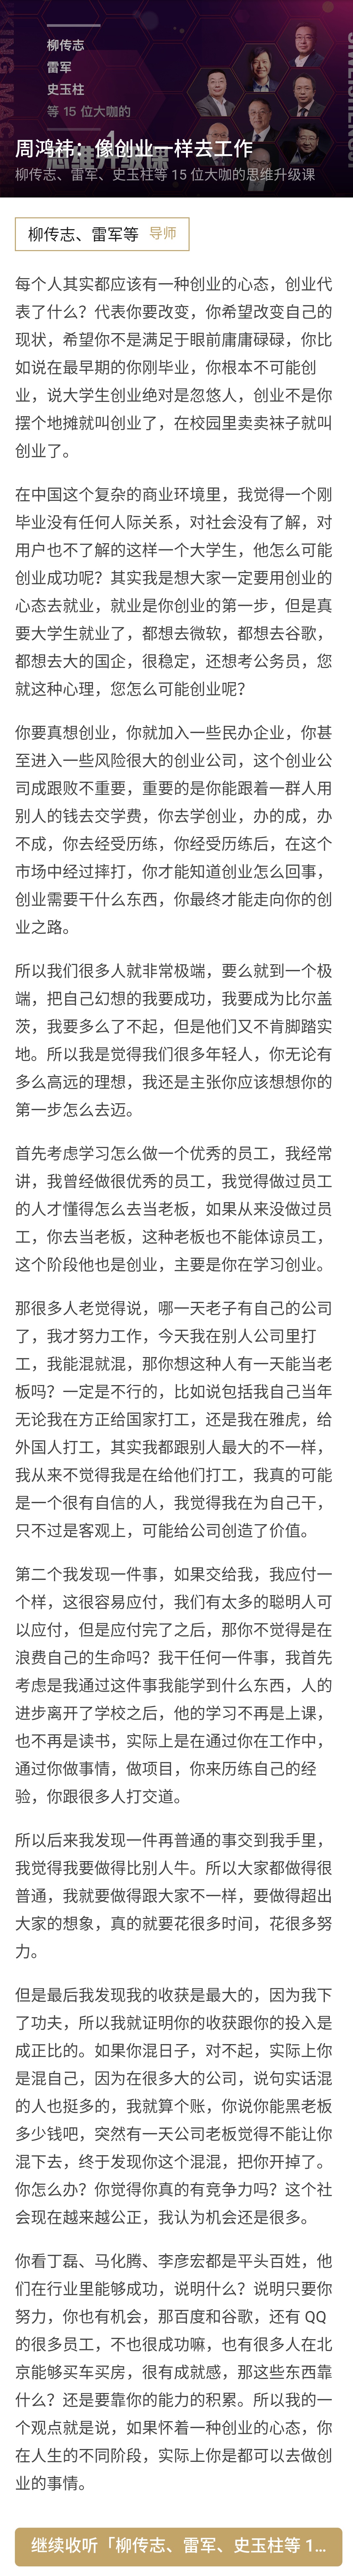 柳传志
雷军
史玉柱
等 15 位大咖的
思维升级课
周鸿祎：像创业一样去工作
柳传志、雷军、史玉柱等 15 位大咖的思维升级课
柳传志、雷军等 导师
每个人其实都应该有一种创业的心态，创业代
表了什么？代表你要改变，你希望改变自己的
现状，希望你不是满足于眼前庸庸碌碌，你比
如说在最早期的你刚毕业，你根本不可能创
业，说大学生创业绝对是忽悠人，创业不是你
摆个地摊就叫创业了，在校园里卖卖袜子就叫
创业了。
在中国这个复杂的商业环境里，我觉得一个刚
毕业没有任何人际关系，对社会没有了解，对
用户也不了解的这样一个大学生，他怎么可能
创业成功呢？其实我是想大家一定要用创业的
心态去就业，就业是你创业的第一步，但是真
要大学生就业了，都想去微软，都想去谷歌，
都想去大的国企，很稳定，还想考公务员，您
就这种心理，您怎么可能创业呢？
你要真想创业，你就加入一些民办企业，你甚
至进入一些风险很大的创业公司，这个创业公
司成跟败不重要，重要的是你能跟着一群人用
别人的钱去交学费，你去学创业，办的成，办
不成，你去经受历练，你经受历练后，在这个
市场中经过摔打，你才能知道创业怎么回事，
创业需要干什么东西，你最终才能走向你的创
业之路。
所以我们很多人就非常极端，要么就到一个极
端，把自己幻想的我要成功，我要成为比尔盖
茨，我要多么了不起，但是他们又不肯脚踏实
地。所以我是觉得我们很多年轻人，你无论有
多么高远的理想，我还是主张你应该想想你的
第一步怎么去迈。
首先考虑学习怎么做一个优秀的员工，我经常
讲，我曾经做很优秀的员工，我觉得做过员工
的人才懂得怎么去当老板，如果从来没做过员
工，你去当老板，这种老板也不能体谅员工，
这个阶段他也是创业，主要是你在学习创业。
那很多人老觉得说，哪一天老子有自己的公司
了，我才努力工作，今天我在别人公司里打
工，我能混就混，那你想这种人有一天能当老
板吗？一定是不行的，比如说包括我自己当年
无论我在方正给国家打工，还是我在雅虎，给
外国人打工，其实我都跟别人最大的不一样，
我从来不觉得我是在给他们打工，我真的可能
是一个很有自信的人，我觉得我在为自己干，
只不过是客观上，可能给公司创造了价值。
第二个我发现一件事，如果交给我，我应付一
个样，这很容易应付，我们有太多的聪明人可
以应付，但是应付完了之后，那你不觉得是在
浪费自己的生命吗？我干任何一件事，我首先
考虑是我通过这件事我能学到什么东西，人的
进步离开了学校之后，他的学习不再是上课，
也不再是读书，实际上是在通过你在工作中，
通过你做事情，做项目，你来历练自己的经
验，你跟很多人打交道。
所以后来我发现一件再普通的事交到我手里，
我觉得我要做得比别人牛。所以大家都做得很
普通，我就要做得跟大家不一样，要做得超出
大家的想象，真的就要花很多时间，花很多努
力。
但是最后我发现我的收获是最大的，因为我下
了功夫，所以我就证明你的收获跟你的投入是
成正比的。如果你混日子，对不起，实际上你
是混自己，因为在很多大的公司，说句实话混
的人也挺多的，我就算个账，你说你能黑老板
多少钱吧，突然有一天公司老板觉得不能让你
混下去，终于发现你这个混混，把你开掉了。
你怎么办？你觉得你真的有竞争力吗？这个社
会现在越来越公正，我认为机会还是很多。
你看丁磊、马化腾、李彦宏都是平头百姓，他
们在行业里能够成功，说明什么？说明只要你
努力，你也有机会，那百度和谷歌，还有 QQ
的很多员工，不也很成功嘛，也有很多人在北
京能够买车买房，很有成就感，那这些东西靠
什么？还是要靠你的能力的积累。所以我的一
个观点就是说，如果怀着一种创业的心态，你
在人生的不同阶段，实际上你是都可以去做创
业的事情。
继续收听「柳传志、雷军、史玉柱等 1...